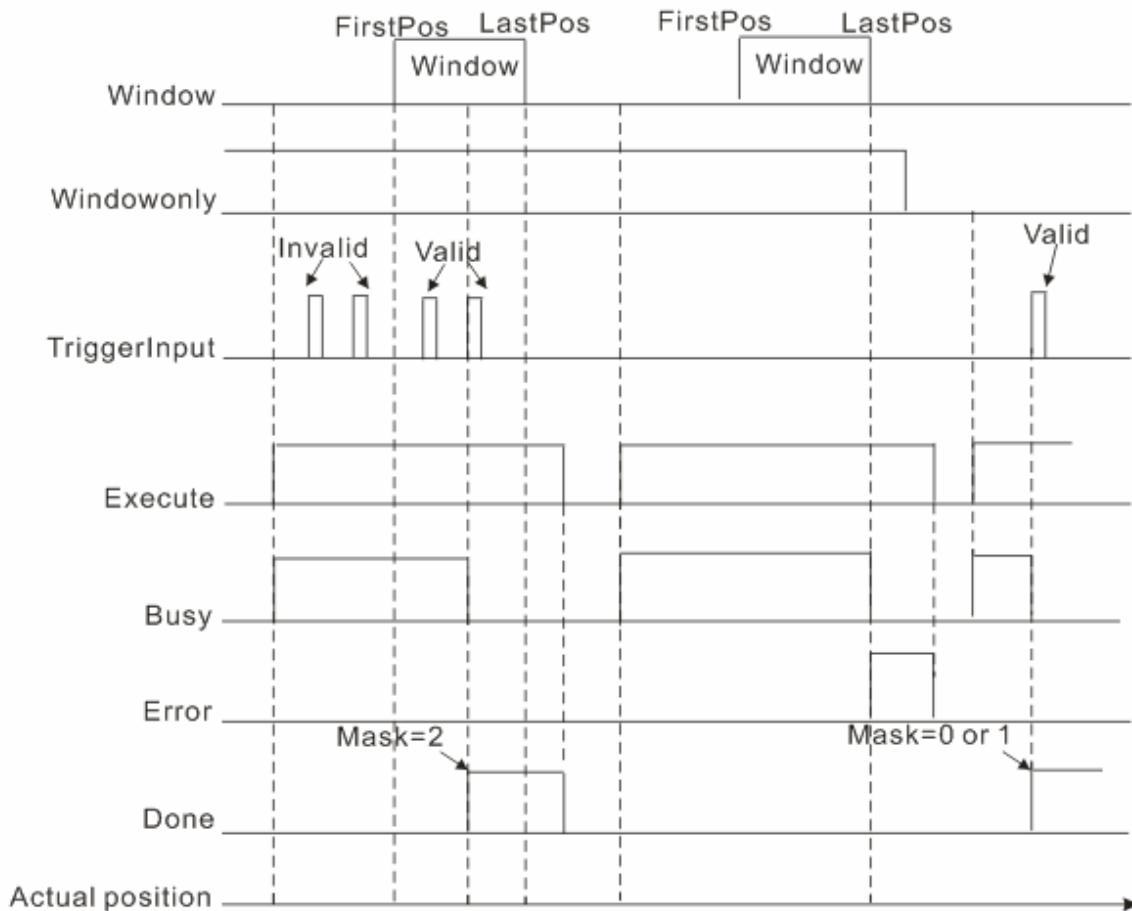 FirstPos LastPos FirstPos LastPos
Window Window
Window
Windowonly
Invalid Valid Valid
TriggerInput
Execute
Busy
Error
Mask=2 Mask=0 or 1
Done
Actual position